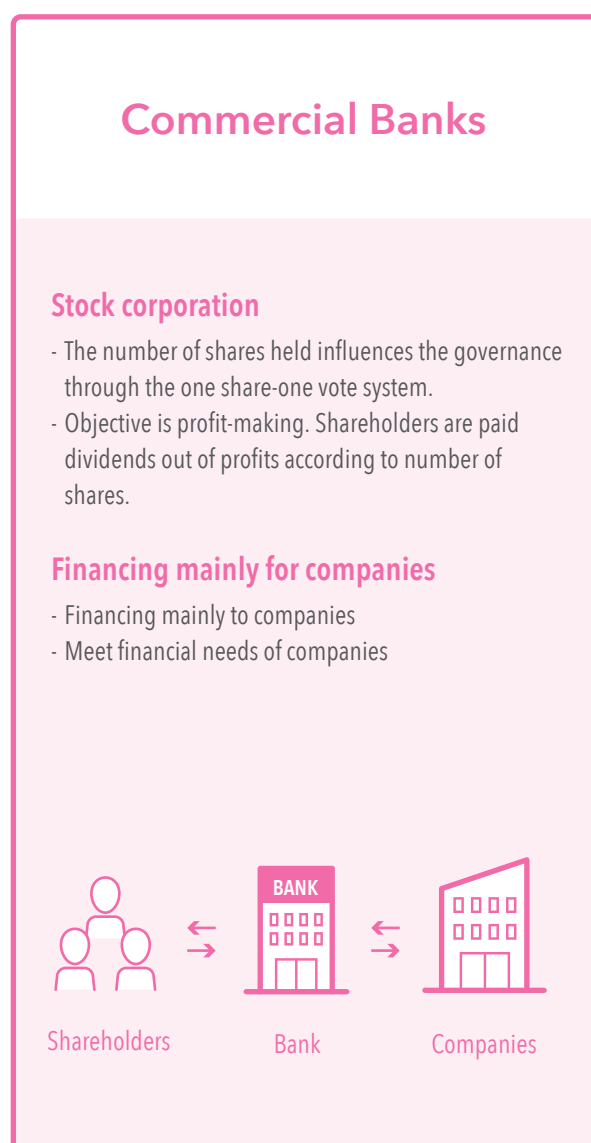 Commercial Banks
Stock corporation
- The number of shares held influences the governance
through the one share-one vote system.
- Objective is profit-making. Shareholders are paid
dividends out of profits according to number of
shares.
Financing mainly for companies
- Financing mainly to companies
- Meet financial needs of companies
BANK
Shareholders
Bank
Companies